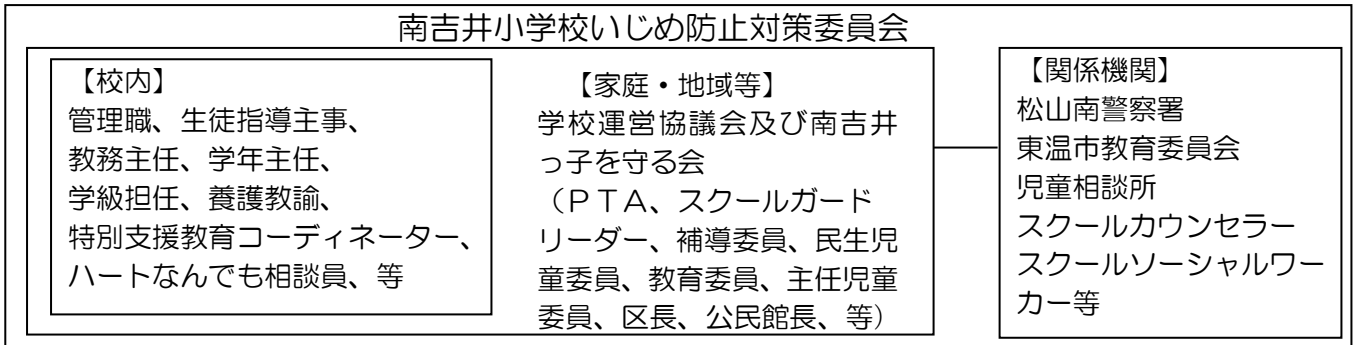 南吉井小学校いじめ防止対策委員会
【校内】
管理職、生徒指導主事、
教務主任、学年主任、
学級担任、養護教諭、
特別支援教育コーディネーター、
ハートなんでも相談員、等
【家庭・地域等】
学校運営協議会及び南吉井
っ子を守る会
（ＰＴＡ、スクールガード
リーダー、補導委員、民生児
童委員、教育委員、主任児童
委員、区長、公民館長、等）
【関係機関】
松山南警察署
東温市教育委員会
児童相談所
スクールカウンセラー
スクールソーシャルワー
カー等